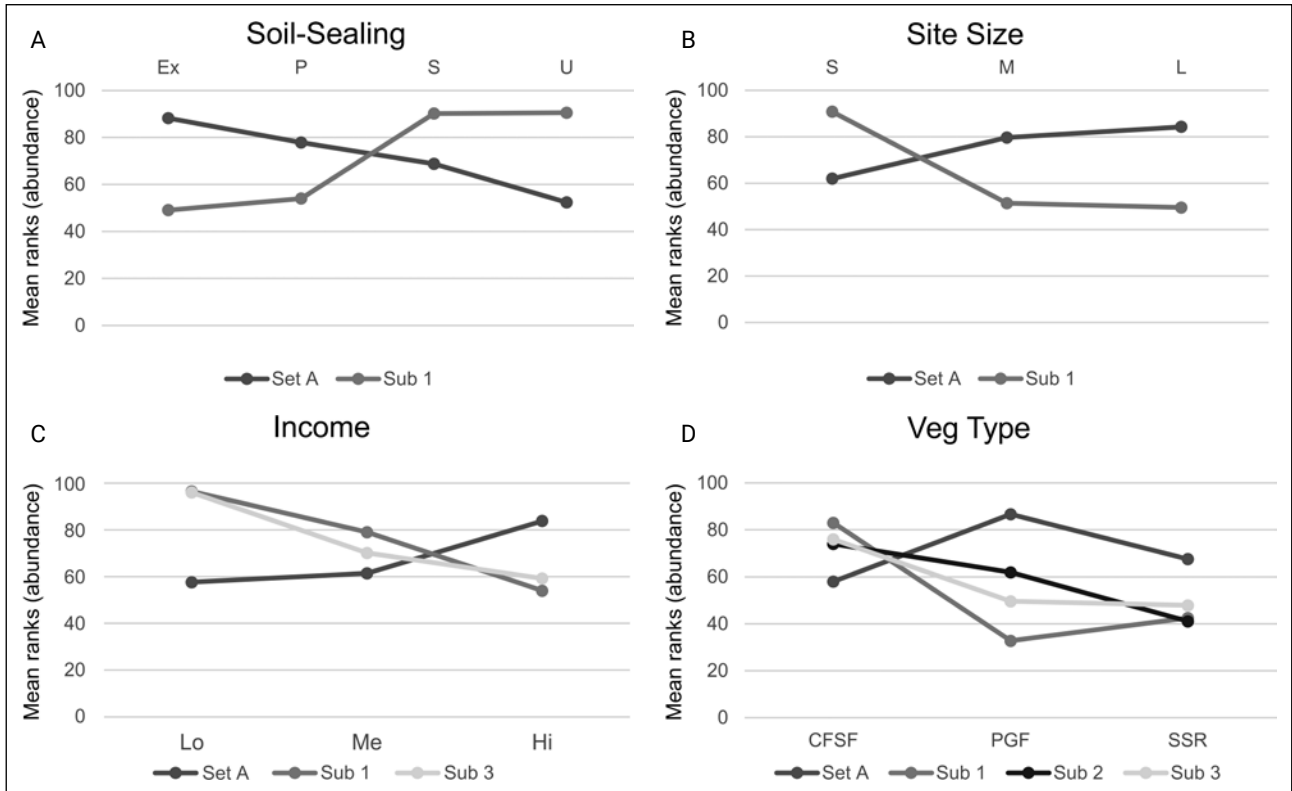 A
Soil-Sealing
Ex P S U
Mean ranks (abundance)
100
80
60
40
20
0
Set A Sub 1
B
Site Size
S M L
Mean ranks (abundance)
100
80
60
40
20
0
Set A Sub 1
C
Income
Mean ranks (abundance)
100
80
60
40
20
0
Lo Me Hi
Set A Sub 1 Sub 3
D
Veg Type
Mean ranks (abundance)
100
80
60
40
20
0
CFSF PGF SSR
Set A Sub 1 Sub 2 Sub 3